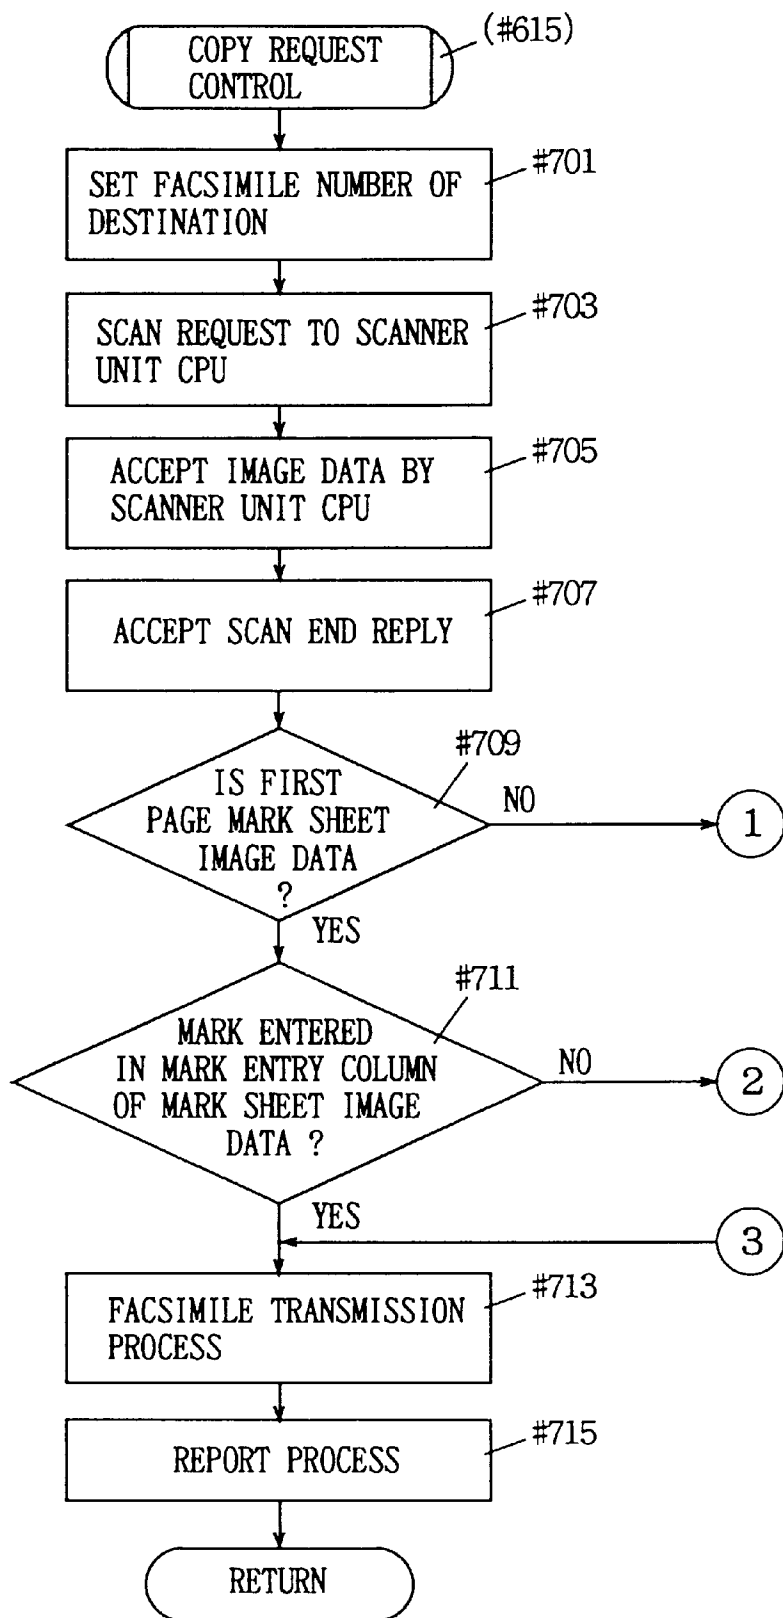 (#615)
COPY REQUEST
CONTROL
#701
SET FACSIMILE NUMBER OF
DESTINATION
#703
SCAN REQUEST TO SCANNER
UNIT CPU
#705
ACCEPT IMAGE DATA BY
SCANNER UNIT CPU
#707
ACCEPT SCAN END REPLY
#709
IS FIRST
PAGE MARK SHEET
IMAGE DATA
?
NO
1
YES
#711
MARK ENTERED
IN MARK ENTRY COLUMN
OF MARK SHEET IMAGE
DATA ?
NO
2
YES
3
#713
FACSIMILE TRANSMISSION
PROCESS
#715
REPORT PROCESS
RETURN